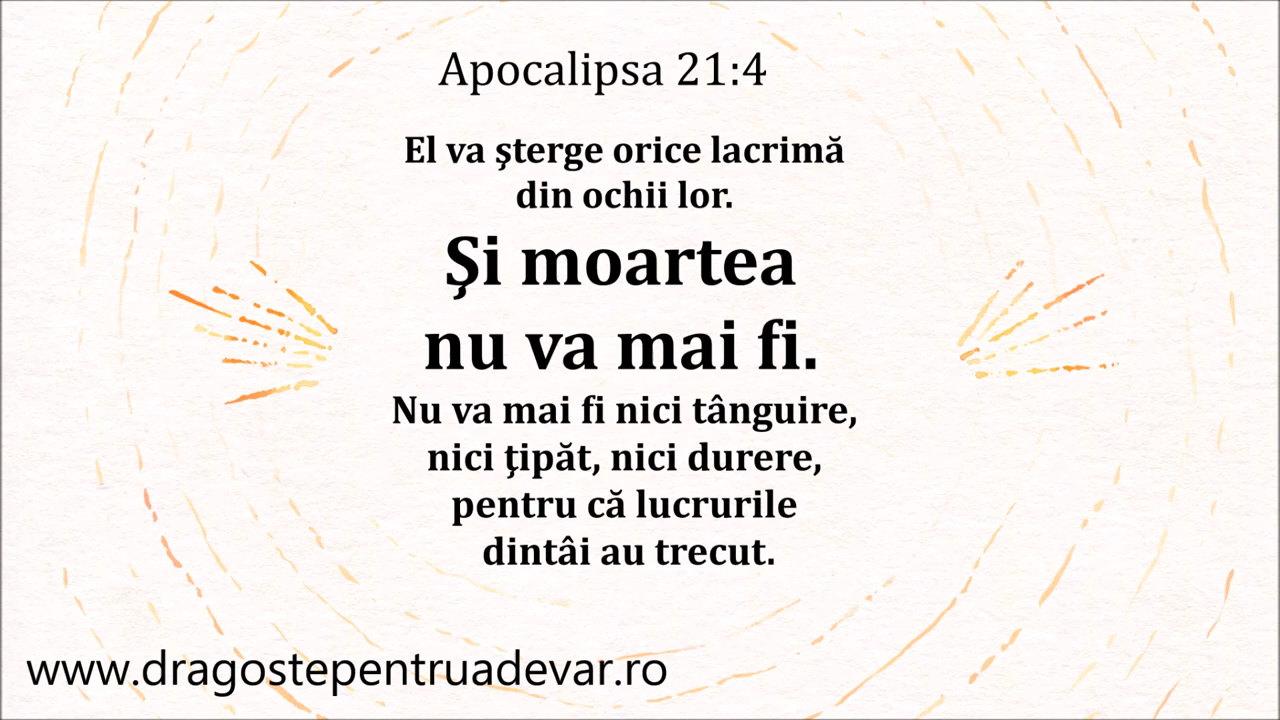 Apocalipsa 21:4
El va şterge orice lacrimă
din ochii lor.
Şi moartea
nu va mai fi.
Nu va mai fi nici tânguire,
nici ţipăt, nici durere,
pentru că lucrurile
dintâi au trecut.
www.dragostepentruadevar.ro